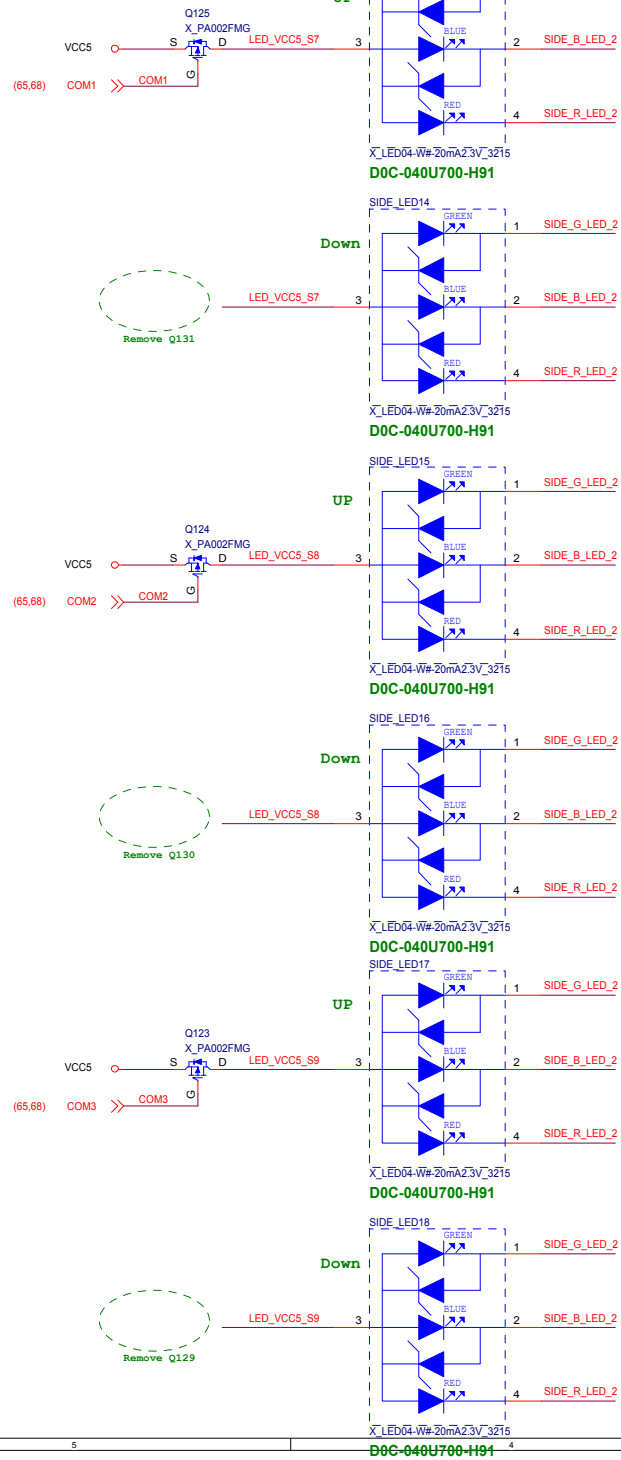 UP
Q125
X_PA002FMG
VCC5 S D LED_VCC5_S7 3 BLUE 2 SIDE_B_LED_2
G
(65,68) COM1 COM1
RED 4 SIDE_R_LED_2
X_LED04-W#-20mA2.3V_3215
D0C-040U700-H91
SIDE_LED14
GREEN 1 SIDE_G_LED_2
Down
LED_VCC5_S7 3 BLUE 2 SIDE_B_LED_2
Remove Q131
RED 4 SIDE_R_LED_2
X_LED04-W#-20mA2.3V_3215
D0C-040U700-H91
SIDE_LED15
GREEN 1 SIDE_G_LED_2
UP
Q124
X_PA002FMG
VCC5 S D LED_VCC5_S8 3 BLUE 2 SIDE_B_LED_2
G
(65,68) COM2 COM2
RED 4 SIDE_R_LED_2
X_LED04-W#-20mA2.3V_3215
D0C-040U700-H91
SIDE_LED16
GREEN 1 SIDE_G_LED_2
Down
LED_VCC5_S8 3 BLUE 2 SIDE_B_LED_2
Remove Q130
RED 4 SIDE_R_LED_2
X_LED04-W#-20mA2.3V_3215
D0C-040U700-H91
SIDE_LED17
GREEN 1 SIDE_G_LED_2
UP
Q123
X_PA002FMG
VCC5 S D LED_VCC5_S9 3 BLUE 2 SIDE_B_LED_2
G
(65,68) COM3 COM3
RED 4 SIDE_R_LED_2
X_LED04-W#-20mA2.3V_3215
D0C-040U700-H91
SIDE_LED18
GREEN 1 SIDE_G_LED_2
Down
LED_VCC5_S9 3 BLUE 2 SIDE_B_LED_2
Remove Q129
RED 4 SIDE_R_LED_2
X_LED04-W#-20mA2.3V_3215
5 4
D0C-040U700-H91